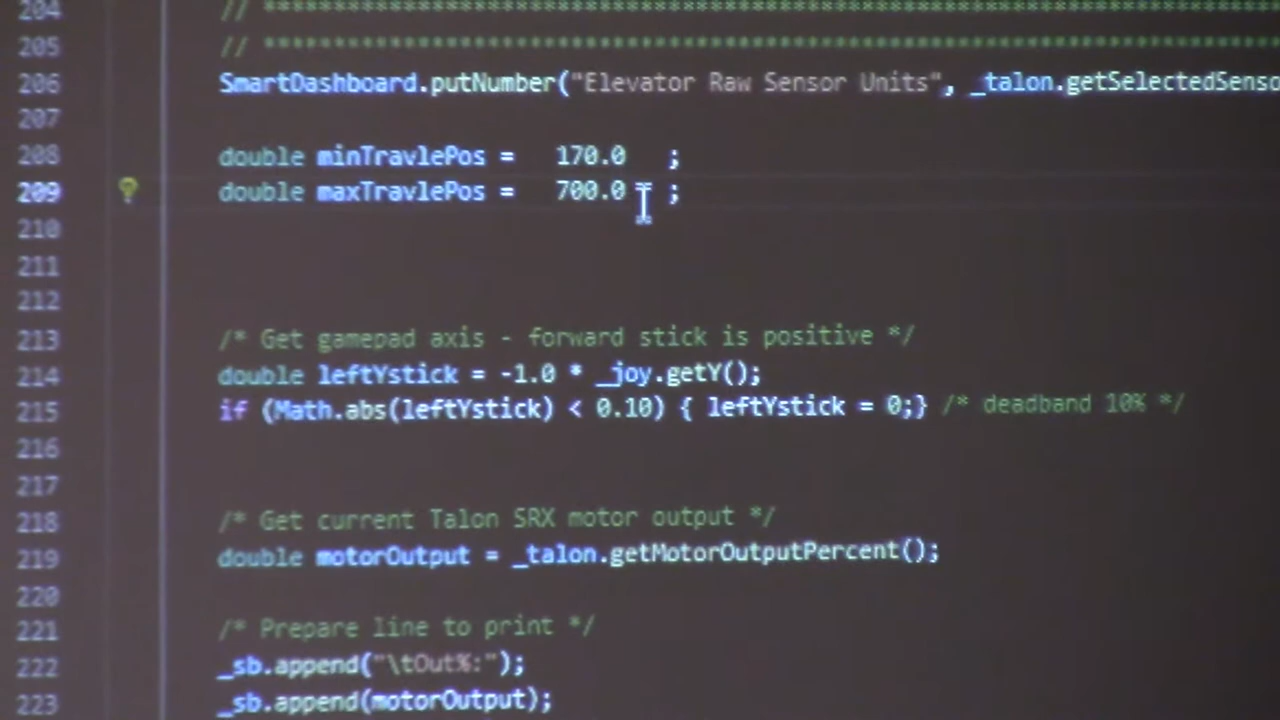 204 // ************************************************************
205 // ************************************************************
206 SmartDashboard.putNumber("Elevator Raw Sensor Units", _talon.getSelectedSenso
207
208 double minTravlePos = 170.0 ;
209 double maxTravlePos = 700.0 ;
210
211
212
213 /* Get gamepad axis - forward stick is positive */
214 double leftYstick = -1.0 * _joy.getY();
215 if (Math.abs(leftYstick) < 0.10) { leftYstick = 0;} /* deadband 10% */
216
217
218 /* Get current Talon SRX motor output */
219 double motorOutput = _talon.getMotorOutputPercent();
220
221 /* Prepare line to print */
222 _sb.append("\tOut%:");
223 _sb.append(motorOutput);